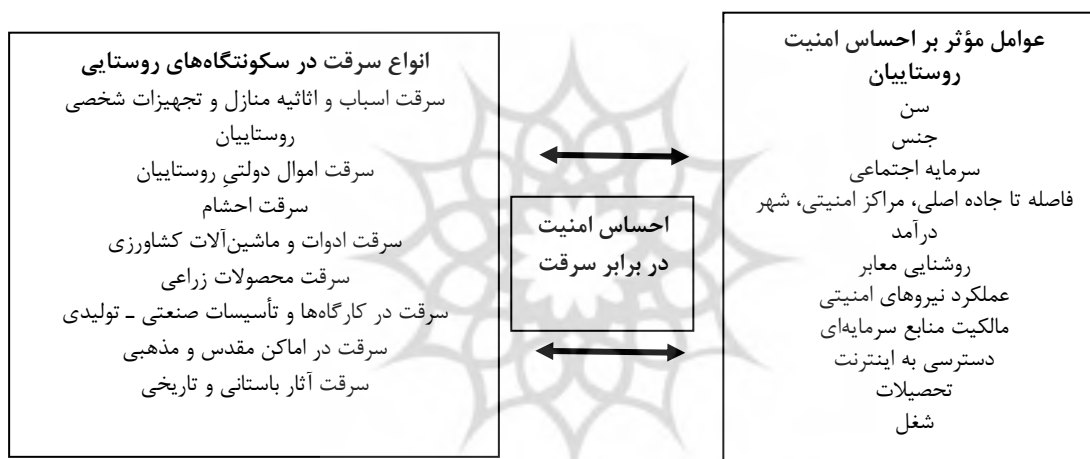 عوامل مؤثر بر احساس امنیت
روستاییان
سن
جنس
سرمایه اجتماعی
فاصله تا جاده اصلی، مراکز امنیتی، شهر
درآمد
روشنایی معابر
عملکرد نیروهای امنیتی
مالکیت منابع سرمایه‌ای
دسترسی به اینترنت
تحصیلات
شغل
احساس امنیت
در برابر سرقت
انواع سرقت در سکونتگاه‌های روستایی
سرقت اسباب و اثاثیه منازل و تجهیزات شخصی
روستاییان
سرقت اموال دولتیِ روستاییان
سرقت احشام
سرقت ادوات و ماشین‌آلات کشاورزی
سرقت محصولات زراعی
سرقت در کارگاه‌ها و تأسیسات صنعتی ـ تولیدی
سرقت در اماکن مقدس و مذهبی
سرقت آثار باستانی و تاریخی